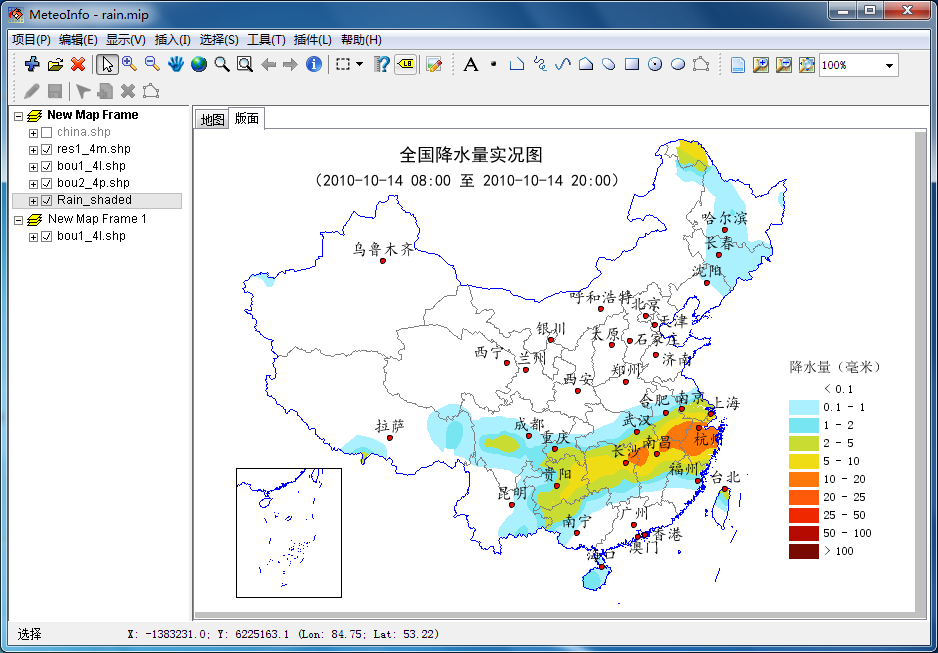 MeteoInfo - rain.mip
项目(P) 编辑(E) 显示(V) 插入(I) 选择(S) 工具(T) 插件(L) 帮助(H)
LB
A
100%
New Map Frame
china.shp
res1_4m.shp
bou1_4l.shp
bou2_4p.shp
Rain_shaded
New Map Frame 1
bou1_4l.shp
地图 版面
全国降水量实况图
(2010-10-14 08:00 至 2010-10-14 20:00)
哈尔滨
长春
乌鲁木齐
沈阳
呼和浩特
北京
天津
银川
太原
石家庄
西宁
兰州
济南
郑州
西安
合肥
南京
上海
拉萨
成都
武汉
重庆
南昌
杭州
长沙
贵阳
福州
台北
昆明
南宁
广州
香港
澳门
海口
降水量(毫米)
< 0.1
0.1 - 1
1 - 2
2 - 5
5 - 10
10 - 20
20 - 25
25 - 50
50 - 100
> 100
选择
X: -1383231.0; Y: 6225163.1 (Lon: 84.75; Lat: 53.22)